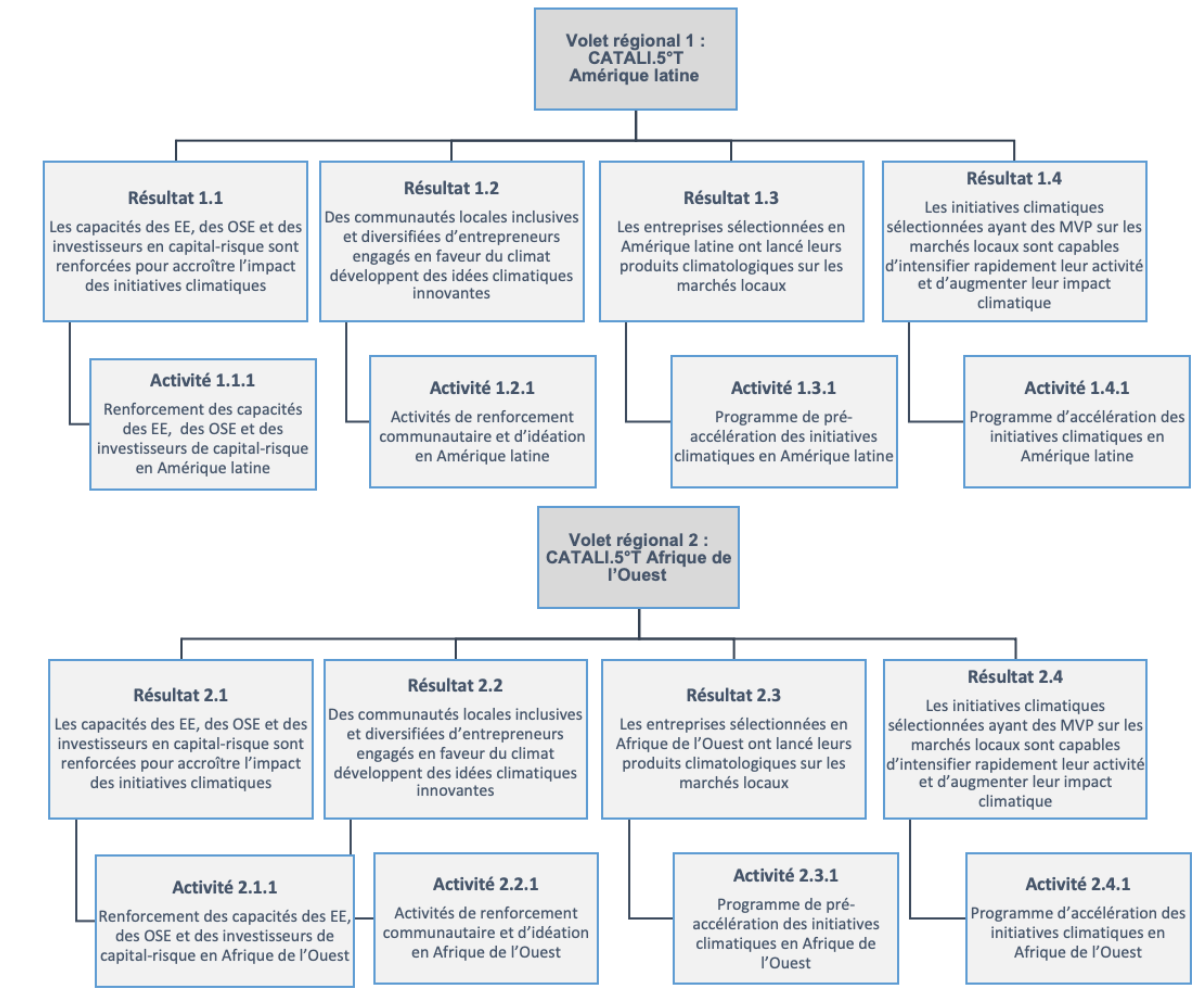 Volet régional 1 :
CATALI.5°T
Amérique latine
Résultat 1.1
Les capacités des EE, des OSE et des
investisseurs en capital-risque sont
renforcées pour accroître l’impact
des initiatives climatiques
Résultat 1.2
Des communautés locales inclusives
et diversifiées d’entrepreneurs
engagés en faveur du climat
développent des idées climatiques
innovantes
Résultat 1.3
Les entreprises sélectionnées en
Amérique latine ont lancé leurs
produits climatologiques sur les
marchés locaux
Résultat 1.4
Les initiatives climatiques
sélectionnées ayant des MVP sur les
marchés locaux sont capables
d’intensifier rapidement leur activité
et d’augmenter leur impact
climatique
Activité 1.1.1
Renforcement des capacités
des EE, des OSE et des
investisseurs de capital-risque
en Amérique latine
Activité 1.2.1
Activités de renforcement
communautaire et d’idéation
en Amérique latine
Activité 1.3.1
Programme de pré-
accélération des initiatives
climatiques en Amérique latine
Activité 1.4.1
Programme d’accélération des
initiatives climatiques en
Amérique latine
Volet régional 2 :
CATALI.5°T Afrique de
l’Ouest
Résultat 2.1
Les capacités des EE, des OSE et des
investisseurs en capital-risque sont
renforcées pour accroître l’impact
des initiatives climatiques
Résultat 2.2
Des communautés locales inclusives
et diversifiées d’entrepreneurs
engagés en faveur du climat
développent des idées climatiques
innovantes
Résultat 2.3
Les entreprises sélectionnées en
Afrique de l’Ouest ont lancé leurs
produits climatologiques sur les
marchés locaux
Résultat 2.4
Les initiatives climatiques
sélectionnées ayant des MVP sur les
marchés locaux sont capables
d’intensifier rapidement leur activité
et d’augmenter leur impact
climatique
Activité 2.1.1
Renforcement des capacités des EE,
des OSE et des investisseurs de
capital-risque en Afrique de l’Ouest
Activité 2.2.1
Activités de renforcement
communautaire et d’idéation
en Afrique de l’Ouest
Activité 2.3.1
Programme de pré-
accélération des initiatives
climatiques en Afrique de
l’Ouest
Activité 2.4.1
Programme d’accélération des
initiatives climatiques en
Afrique de l’Ouest